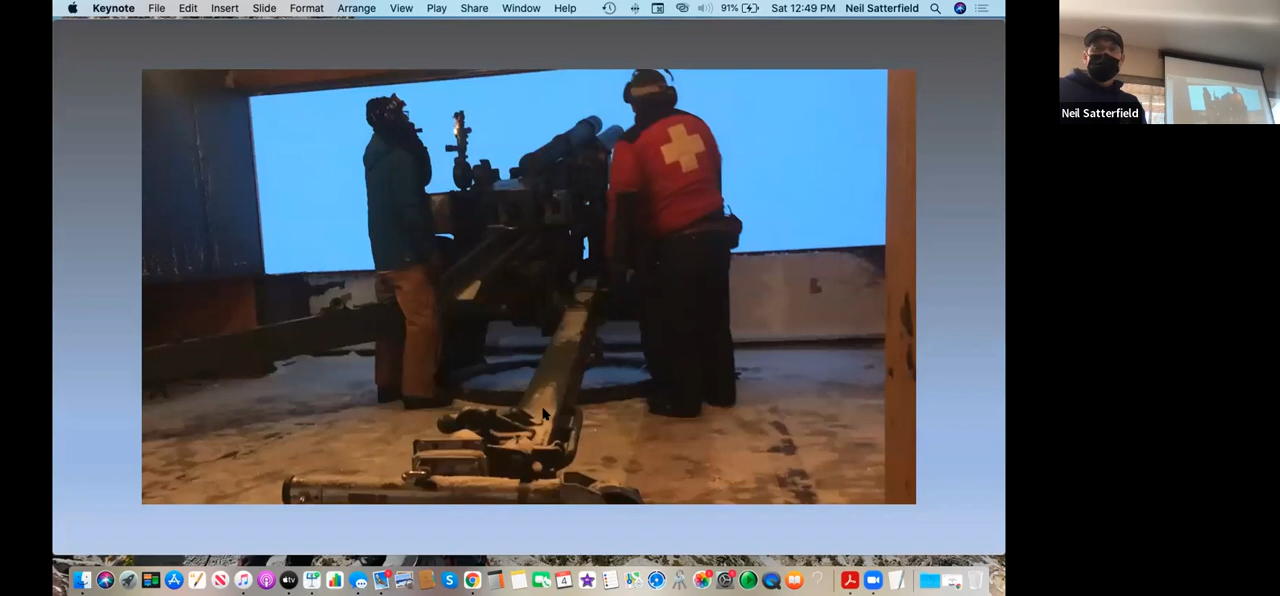 Keynote File Edit Insert Slide Format Arrange View Play Share Window Help 91% Sat 12:49 PM Neil Satterfield
Neil Satterfield